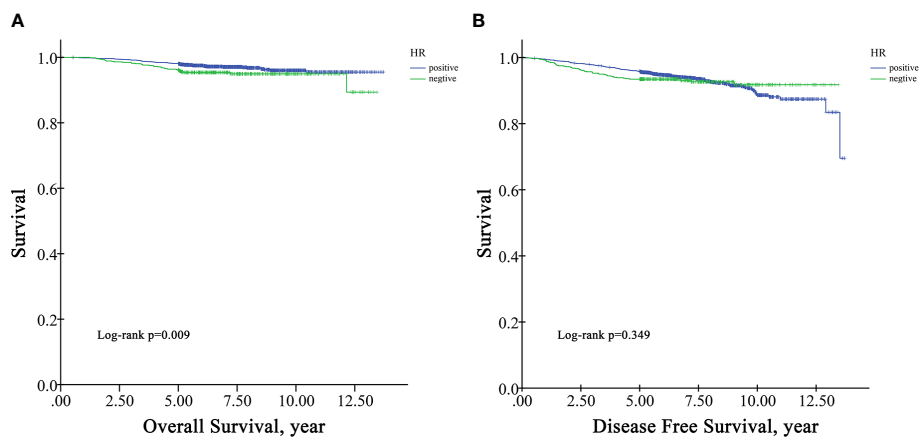 A
HR
positive
negtive
Survival
1.0
0.8
0.6
0.4
0.2
0.0
Log-rank p=0.009
.00 2.50 5.00 7.50 10.00 12.50
Overall Survival, year
B
HR
positive
negtive
Survival
1.0
0.8
0.6
0.4
0.2
0.0
Log-rank p=0.349
.00 2.50 5.00 7.50 10.00 12.50
Disease Free Survival, year